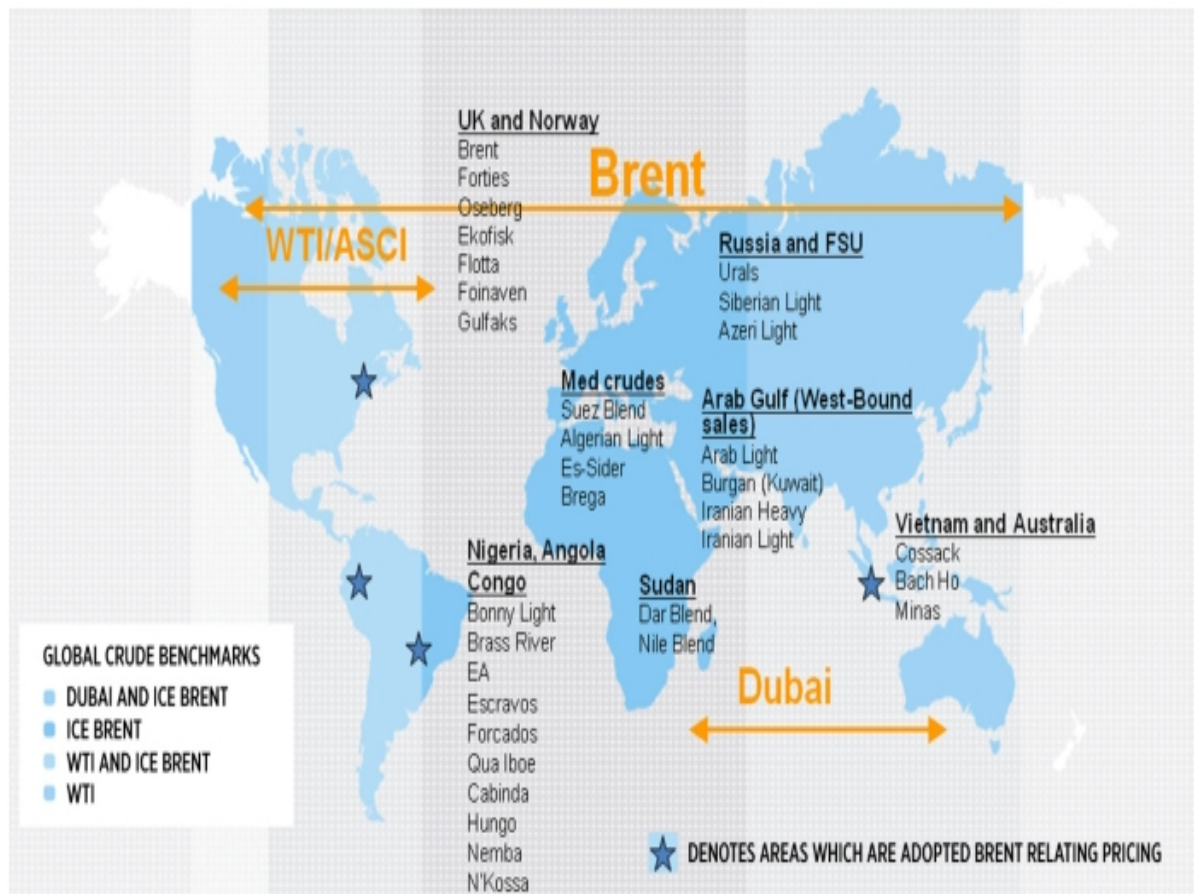 UK and Norway
Brent
Forties
Oseberg
Ekofisk
Flotta
Foinaven
Gulfaks
Brent
WTI/ASCI
Russia and FSU
Urals
Siberian Light
Azeri Light
Med crudes
Suez Blend
Algerian Light
Es-Sider
Brega
Arab Gulf (West-Bound
sales)
Arab Light
Burgan (Kuwait)
Iranian Heavy
Iranian Light
Vietnam and Australia
Cossack
Bach Ho
Minas
Nigeria, Angola
Congo
Bonny Light
Brass River
EA
Escravos
Forcados
Qua Iboe
Cabinda
Hungo
Nemba
N'Kossa
Sudan
Dar Blend,
Nile Blend
Dubai
GLOBAL CRUDE BENCHMARKS
DUBAI AND ICE BRENT
ICE BRENT
WTI AND ICE BRENT
WTI
DENOTES AREAS WHICH ARE ADOPTED BRENT RELATING PRICING